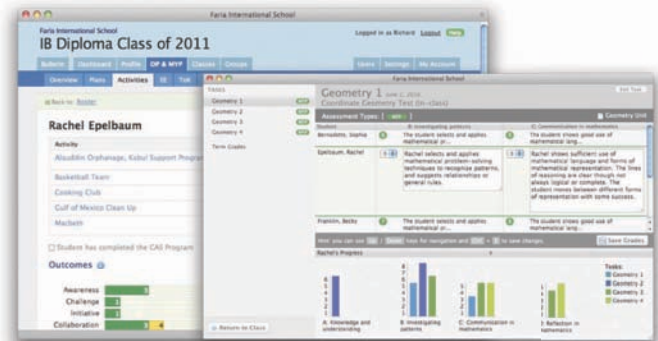 Faria International School
Faria International School
IB Diploma Class of 2011
Logged in as Richard Logout Help
Bulletin Dashboard Profile DP & MYP Classes Groups
Users Settings My Account
Overview Plans Activities EE ToK
Back to: Roster
Rachel Epelbaum
Activity
Alauddin Orphanage, Kabul Support Program
Basketball Team
Cooking Club
Gulf of Mexico Clean Up
Macbeth
Student has completed the CAS Program
Outcomes
Awareness
Challenge
Initiative
Collaboration
Faria International School
TASKS
Geometry 1
Geometry 2
Geometry 3
Geometry 4
Term Grades
Return to Class
Geometry 1
Coordinate Geometry Test (In-class)
Exit Tool
Assessment Types
Geometry Unit
Student
B: Investigating patterns
C: Communication in mathematics
Bernadotte, Sophia
The student selects and applies mathematical pr...
The student shows good use of mathematical lang...
Epelbaum, Rachel
Rachel selects and applies mathematical problem-solving techniques to recognize patterns, and suggests relationships or general rules.
Rachel shows sufficient use of mathematical language and forms of mathematical representation. The lines of reasoning are clear though not always logical or complete. The student moves between different forms of representation with some success.
Franklin, Becky
The student selects and applies mathematical pr...
The student shows good use of mathematical lang...
Save Grades
Rachel's Progress
Tasks:
Geometry 1
Geometry 2
Geometry 3
Geometry 4
A: Knowledge and understanding
B: Investigating patterns
C: Communication in mathematics
D: Reflection in mathematics